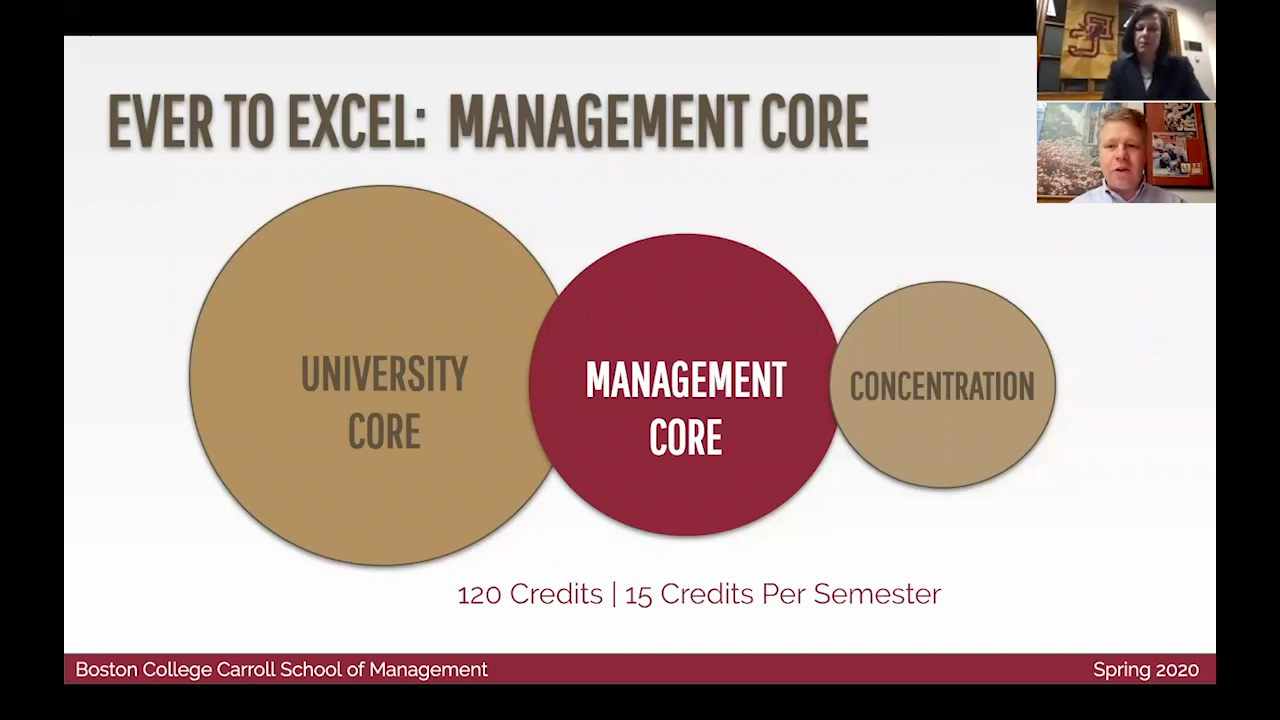 EVER TO EXCEL: MANAGEMENT CORE
UNIVERSITY
CORE
MANAGEMENT
CORE
CONCENTRATION
120 Credits | 15 Credits Per Semester
Boston College Carroll School of Management
Spring 2020